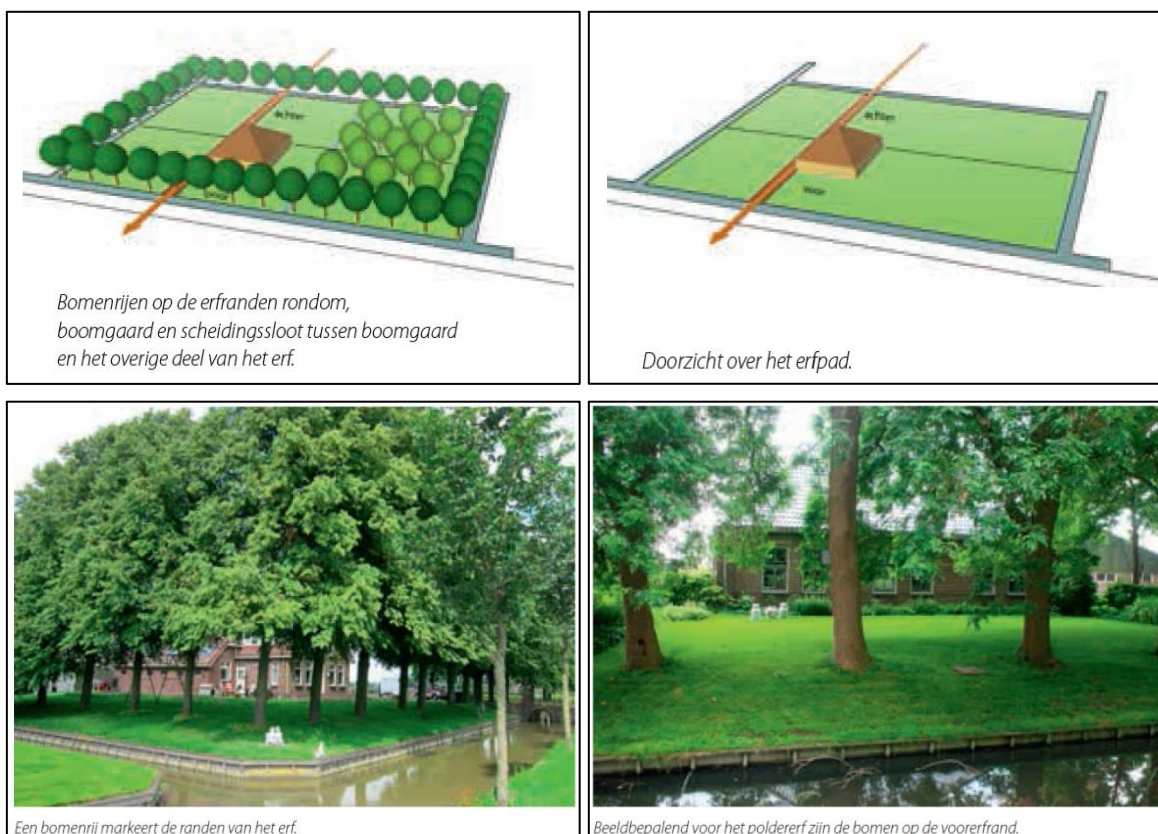 achter
voor
Bomenrijen op de erfranden rondom,
boomgaard en scheidingssloot tussen boomgaard
en het overige deel van het erf.
achter
voor
Doorzicht over het erfpad.
Een bomenrij markeert de randen van het erf.
Beeldbepalend voor het poldererf zijn de bomen op de voorerfrand.